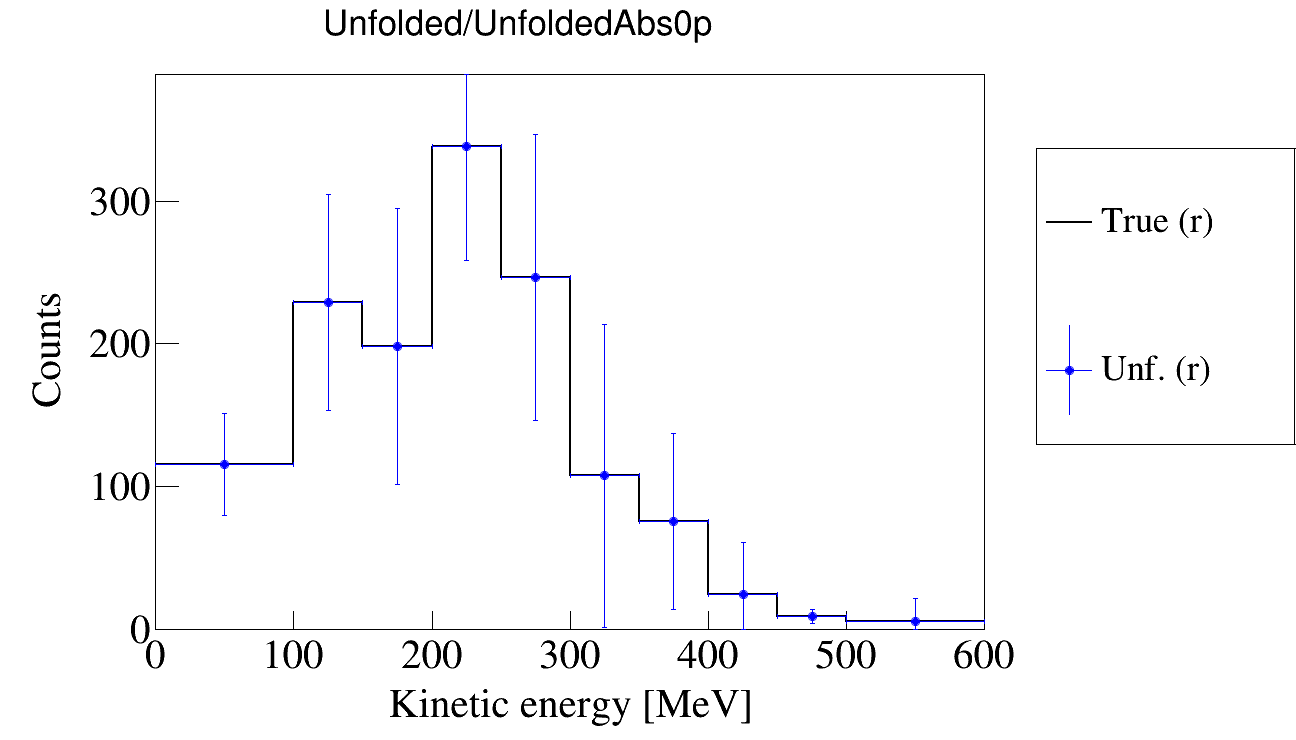 Unfolded/UnfoldedAbs0p
Counts
300
200
100
0
0 100 200 300 400 500 600
Kinetic energy [MeV]
True (r)
Unf. (r)